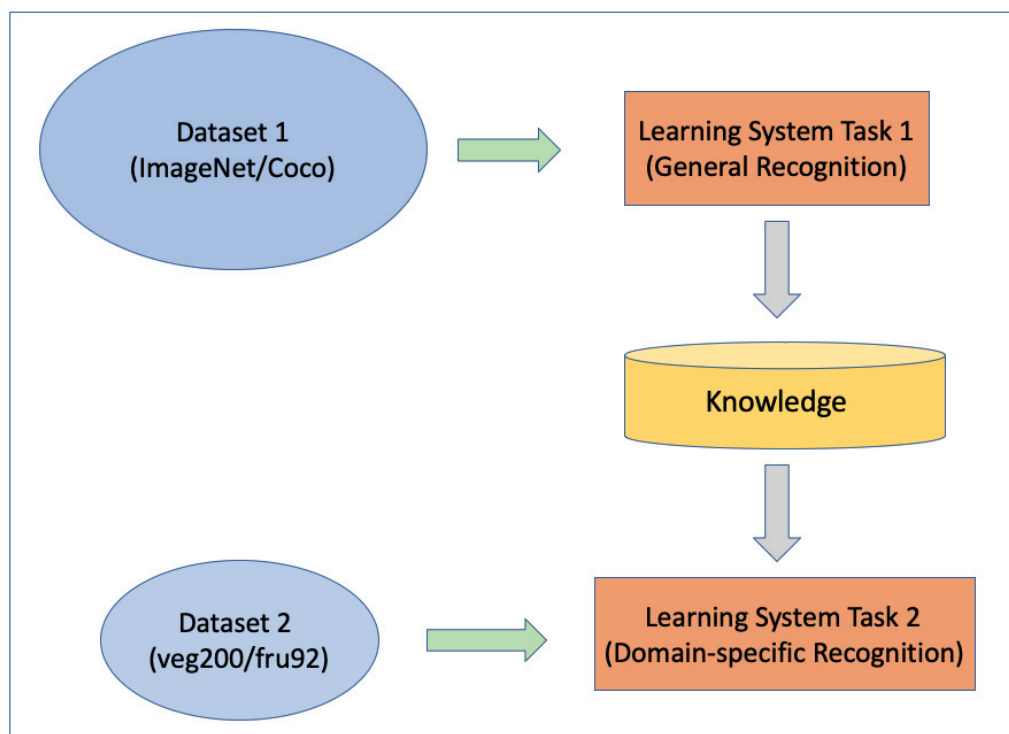 Dataset 1
(ImageNet/Coco)
Learning System Task 1
(General Recognition)
Knowledge
Dataset 2
(veg200/fru92)
Learning System Task 2
(Domain-specific Recognition)